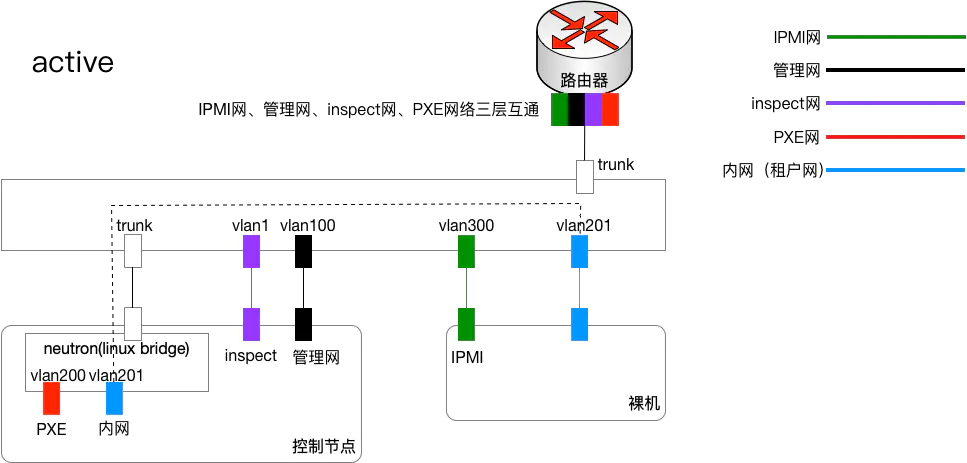 active
路由器
IPMI网、管理网、inspect网、PXE网络三层互通
IPMI网
管理网
inspect网
PXE网
内网（租户网)
trunk
trunk
vlan1
vlan100
vlan300
vlan201
neutron(linux bridge)
vlan200
vlan201
PXE
内网
inspect
管理网
控制节点
IPMI
裸机